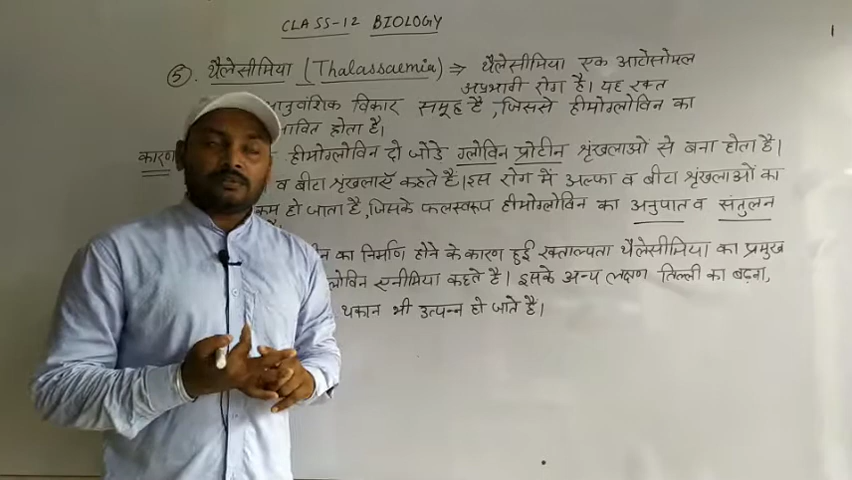 CLASS-12 BIOLOGY
⑤. थैलेसीमिया (Thalassaemia) ⇒ थैलेसीमिया एक आटोसोमल
अप्रभावी रोग है। यह रक्त
आनुवंशिक विकार समूह है, जिससे हीमोग्लोविन का
भावित होता है।
कारण हीमोग्लोविन दो जोडे ग्लोविन प्रोटीन श्रृंखलाओं से बना होता है।
व बीटा श्रृंखलाऍ कहते हैं। इस रोग में अल्फा व बीटा श्रृंखलाओं का
कम हो जाता है, जिसके फलस्वरूप हीमोग्लोविन का अनुपात व संतुलन
है।
का निर्माण होने के कारण हुई रक्ताल्पता थैलेसीमिया का प्रमुख
लोविन एनीमिया कहते है। इसके अन्य लक्षण तिल्ली का बढ़ना,
थकान भी उत्पन्न हो जाते है।